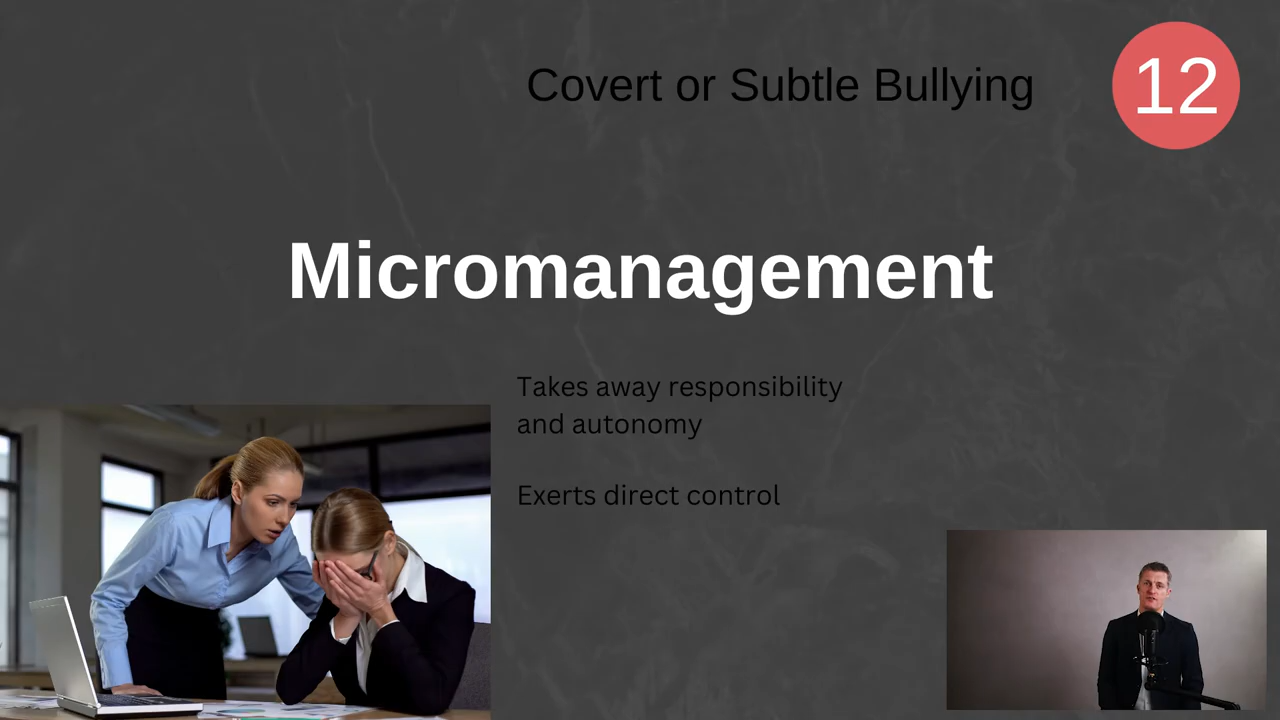 Covert or Subtle Bullying
12
Micromanagement
Takes away responsibility
and autonomy
Exerts direct control